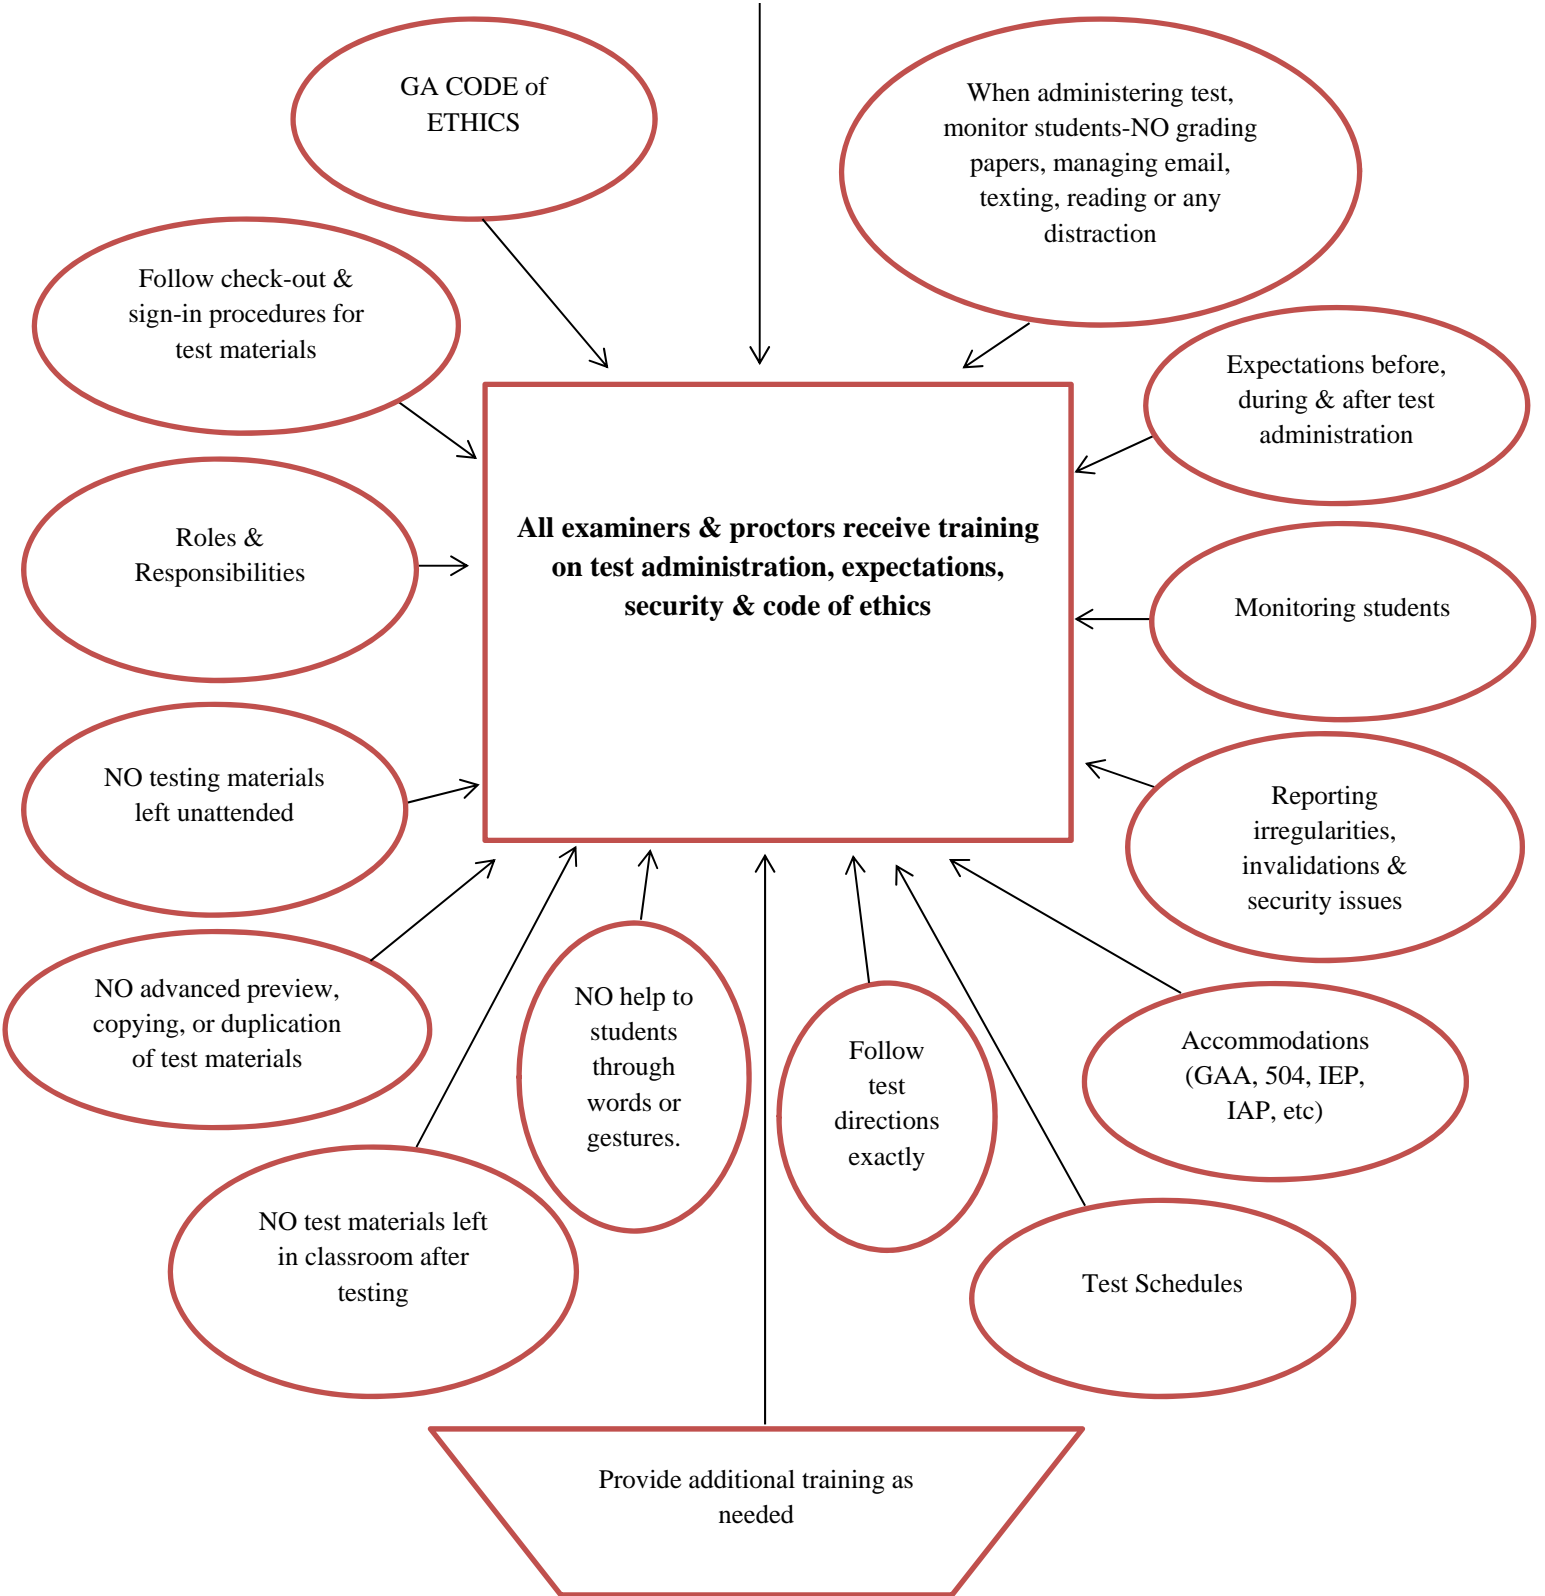 GA CODE of
ETHICS
When administering test,
monitor students-NO grading
papers, managing email,
texting, reading or any
distraction
Follow check-out &
sign-in procedures for
test materials
Expectations before,
during & after test
administration
All examiners & proctors receive training
on test administration, expectations,
security & code of ethics
Roles &
Responsibilities
Monitoring students
NO testing materials
left unattended
Reporting
irregularities,
invalidations &
security issues
NO advanced preview,
copying, or duplication
of test materials
NO help to
students
through
words or
gestures.
Follow
test
directions
exactly
Accommodations
(GAA, 504, IEP,
IAP, etc)
NO test materials left
in classroom after
testing
Test Schedules
Provide additional training as
needed